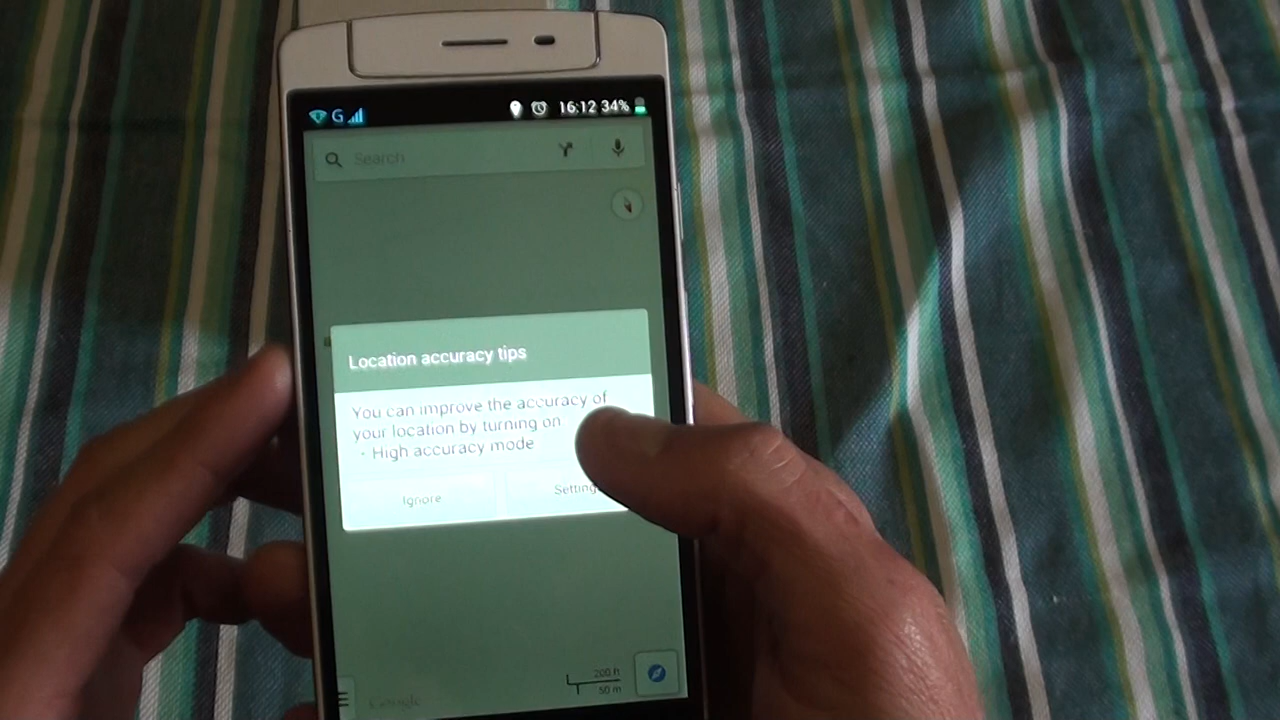 G 16:12 34%
Search
Location accuracy tips
You can improve the accuracy of
your location by turning on
- High accuracy mode
Ignore Setting
200 ft
50 m
Google